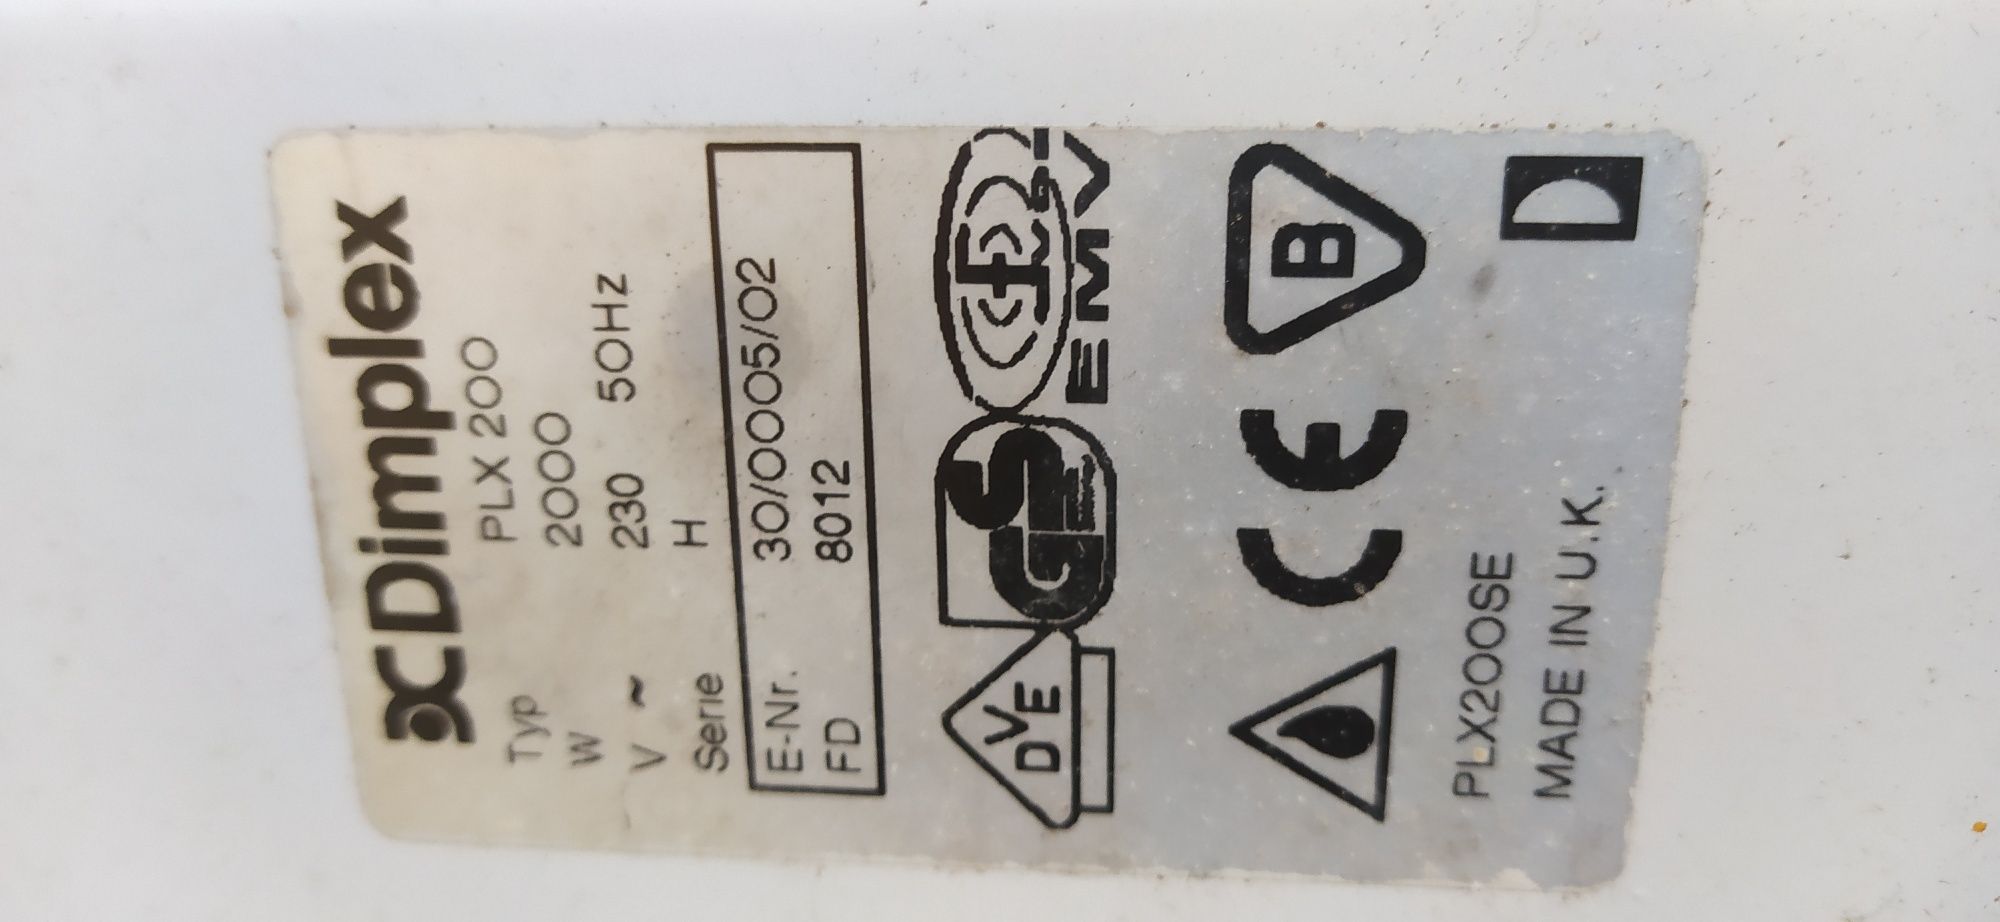 Dimplex
Typ PLX 200
W 2000
V ~ 230 50Hz
Serie H
E-Nr. 30/0005/02
FD 8012
DVE GS EMV
CE B
PLX200SE
MADE IN U.K.